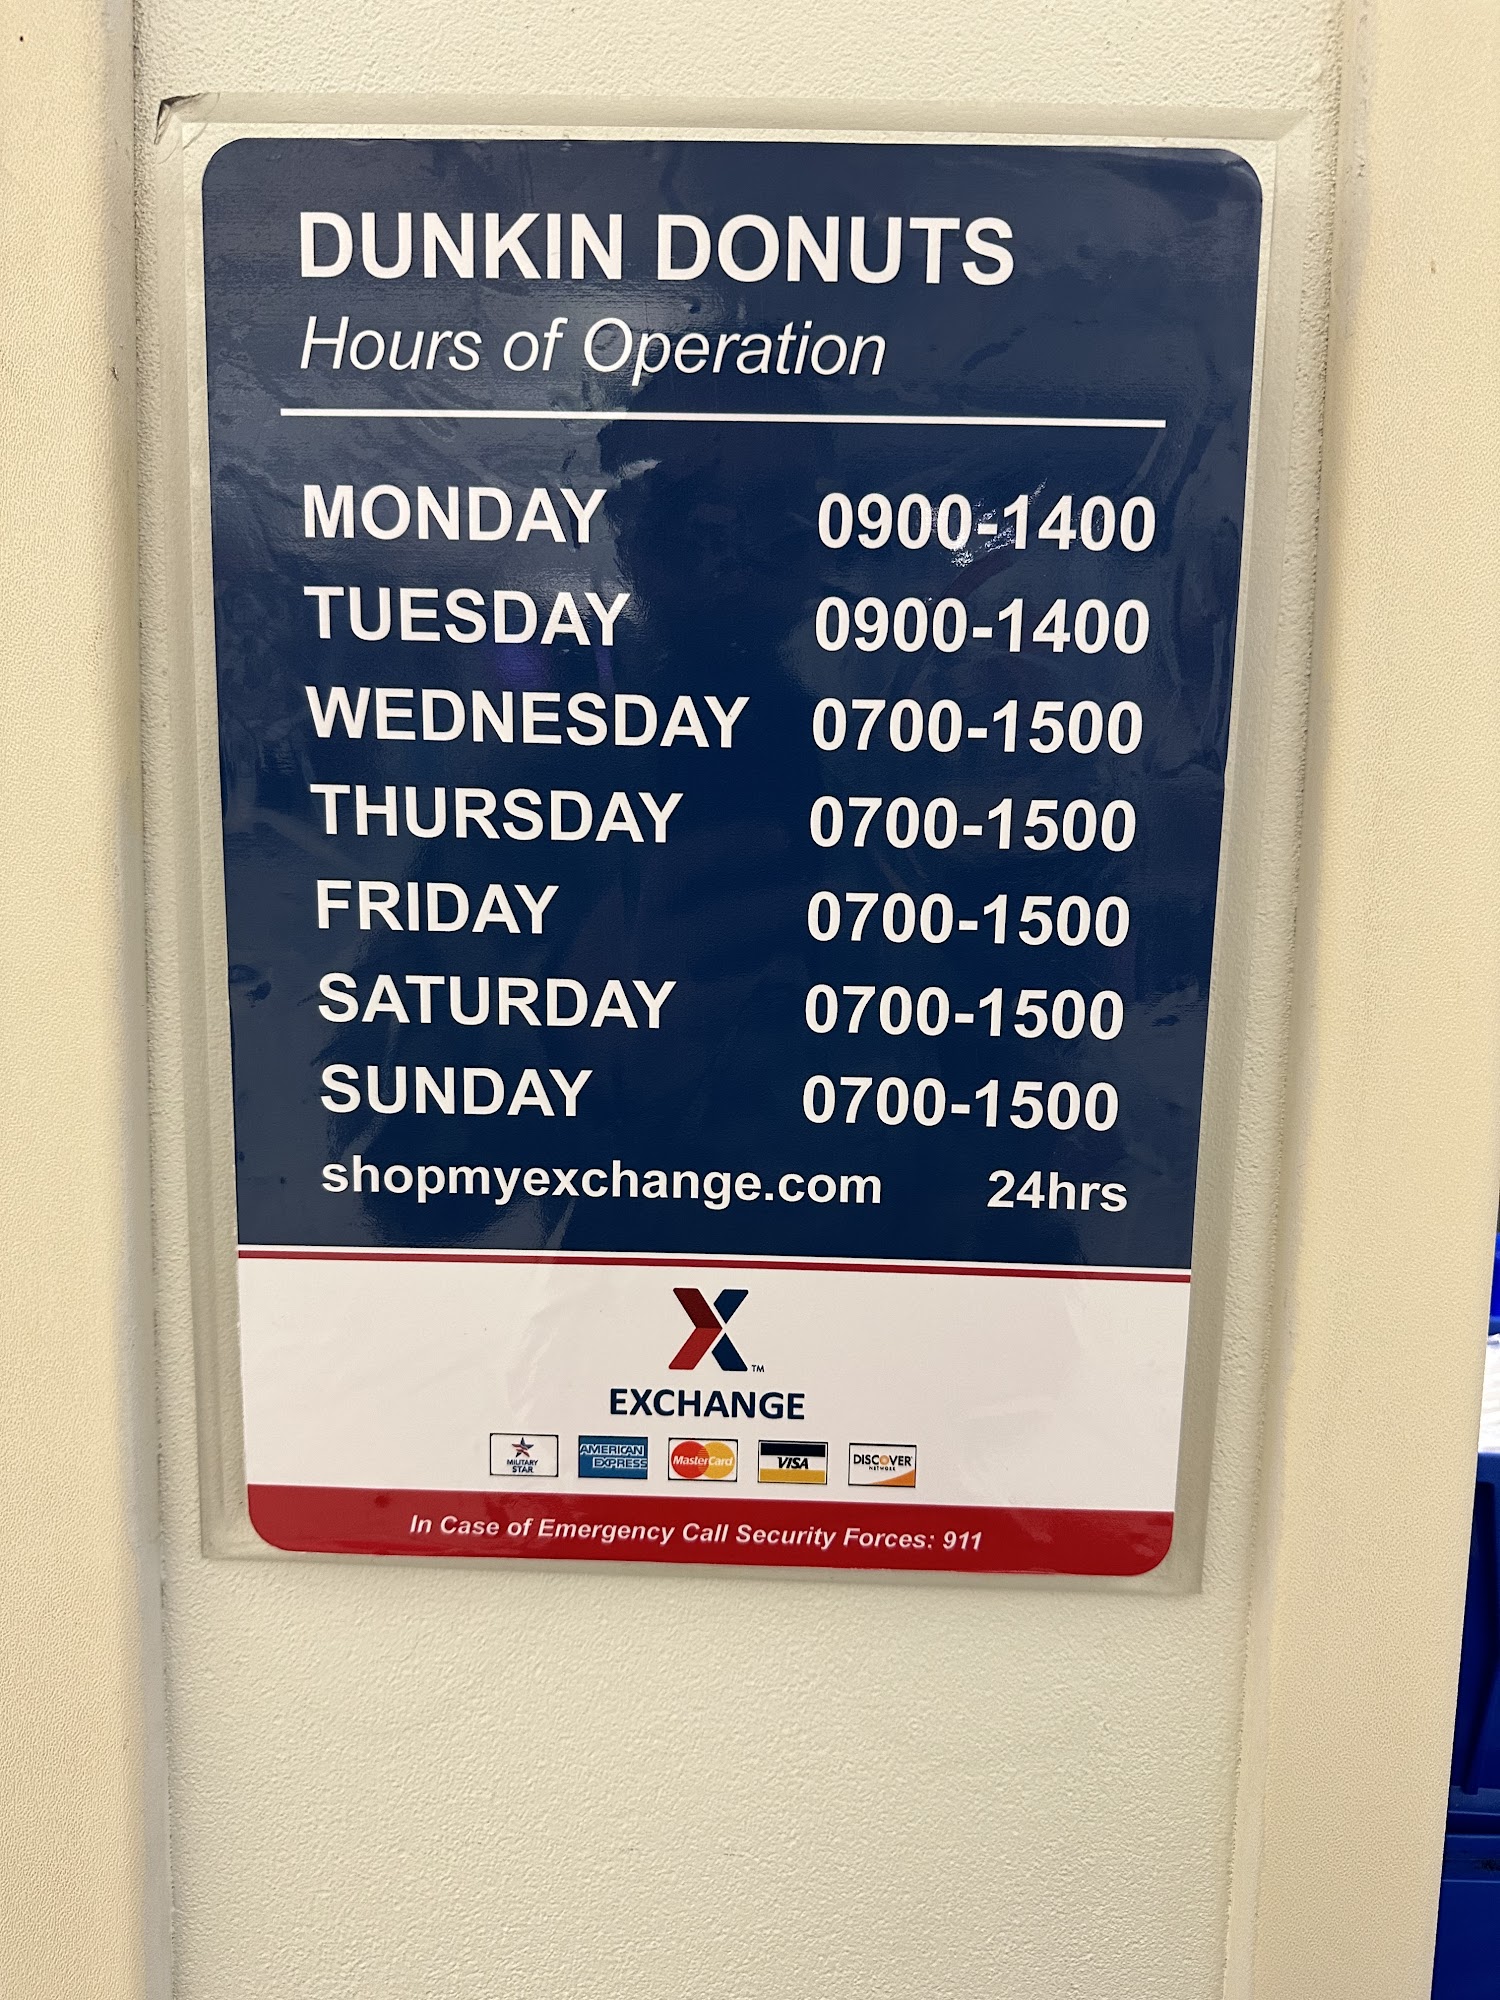 DUNKIN DONUTS
Hours of Operation
MONDAY 0900-1400
TUESDAY 0900-1400
WEDNESDAY 0700-1500
THURSDAY 0700-1500
FRIDAY 0700-1500
SATURDAY 0700-1500
SUNDAY 0700-1500
shopmyexchange.com 24hrs
X TM
EXCHANGE
MILITARY STAR AMERICAN EXPRESS MasterCard VISA DISCOVER NETWORK
In Case of Emergency Call Security Forces: 911